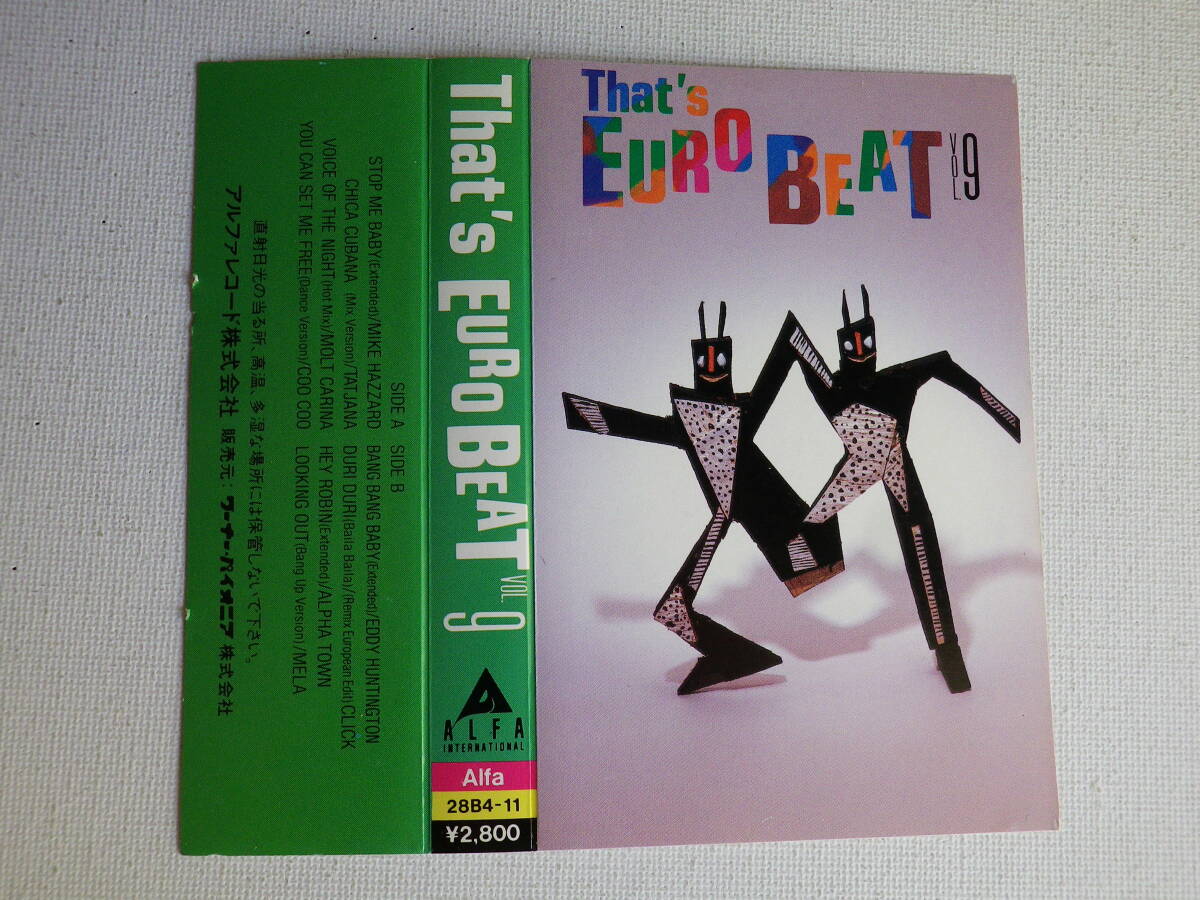 That's
EURO BEAT VOL. 9
That's EURO BEAT VOL. 9
ALFA
INTERNATIONAL
Alfa
28B4-11
¥2,800
SIDE A
STOP ME BABY(Extended)/MIKE HAZZARD
CHICA CUBANA (Mix Version)/TATJANA
VOICE OF THE NIGHT(Hot Mix)/MOLT CARINA
YOU CAN SET ME FREE(Dance Version)/COO COO
SIDE B
BANG BANG BABY(Extended)/EDDY HUNTINGTON
DURI DURI(Baila Baila)/(Remix European Edit)CLICK
HEY ROBIN(Extended)/ALPHA TOWN
LOOKING OUT(Bang Up Version)/MELA
直射日光の当る所、高温、多湿な場所には保管しないで下さい。
アルファレコード株式会社 販売元：ワーナー・パイオニア株式会社